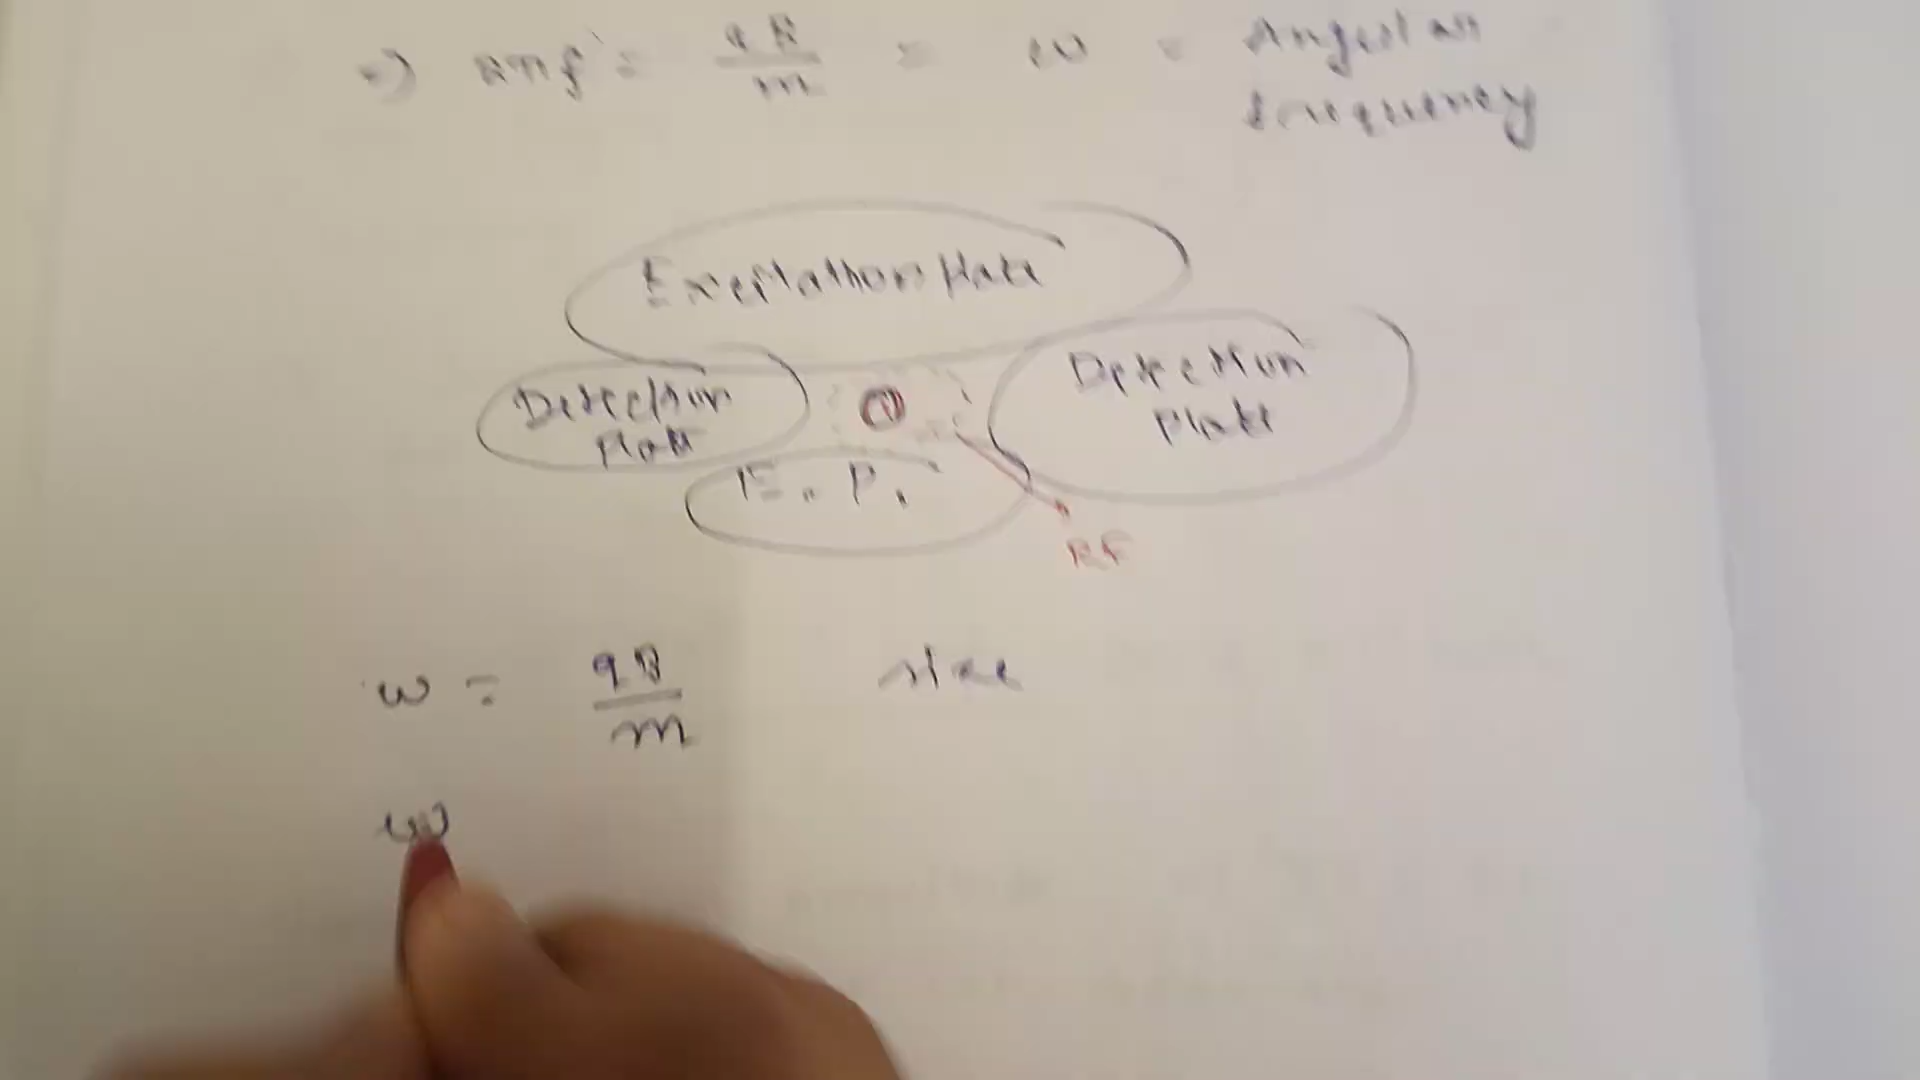 =) 2πf = qB/m = ω = Angular frequency
Excitation Plate
Detection Plate
Detection Plate
E. P.
RF
ω = qB/m
ω